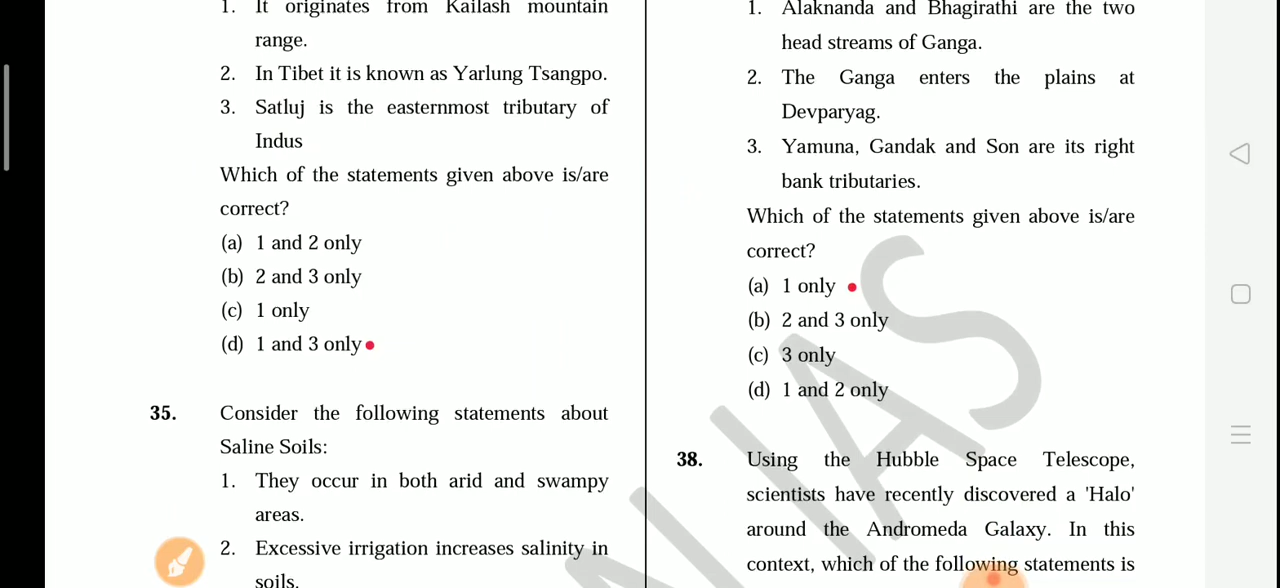 1. It originates from Kailash mountain
range.
2. In Tibet it is known as Yarlung Tsangpo.
3. Satluj is the easternmost tributary of
Indus
Which of the statements given above is/are
correct?
(a) 1 and 2 only
(b) 2 and 3 only
(c) 1 only
(d) 1 and 3 only
35. Consider the following statements about
Saline Soils:
1. They occur in both arid and swampy
areas.
2. Excessive irrigation increases salinity in
soils.
1. Alaknanda and Bhagirathi are the two
head streams of Ganga.
2. The Ganga enters the plains at
Devparyag.
3. Yamuna, Gandak and Son are its right
bank tributaries.
Which of the statements given above is/are
correct?
(a) 1 only
(b) 2 and 3 only
(c) 3 only
(d) 1 and 2 only
38. Using the Hubble Space Telescope,
scientists have recently discovered a 'Halo'
around the Andromeda Galaxy. In this
context, which of the following statements is
IAS